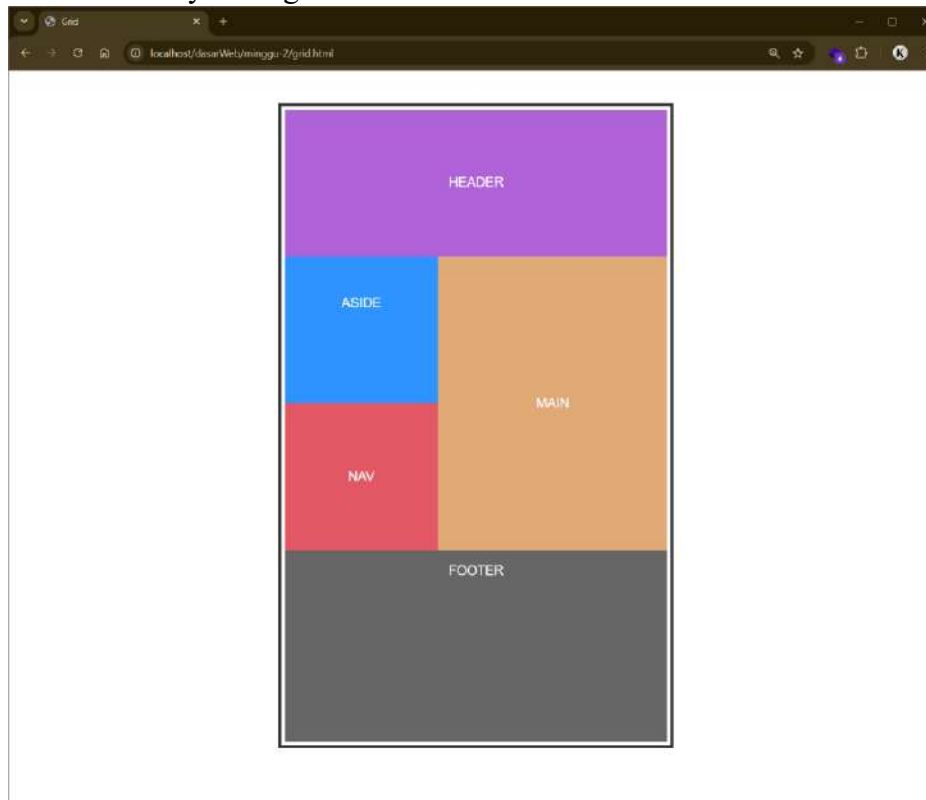 Grid
localhost/dasarWeb/minggu-2/grid.html
K
HEADER
ASIDE
MAIN
NAV
FOOTER